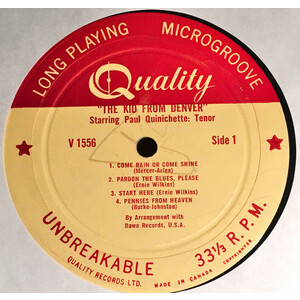 LONG PLAYING MICROGROOVE
Quality
"THE KID FROM DENVER"
Starring Paul Quinichette: Tenor
V 1556
Side 1
1. COME RAIN OR COME SHINE
(Mercer-Arlen)
2. PARDON THE BLUES, PLEASE
(Ernie Wilkins)
3. START HERE (Ernie Wilkins)
4. PENNIES FROM HEAVEN
(Burke-Johnston)
By Arrangement with
Dawn Records, U.S.A.
UNBREAKABLE 33⅓ R.P.M.
QUALITY RECORDS LTD. MADE IN CANADA COPYRIGHTED